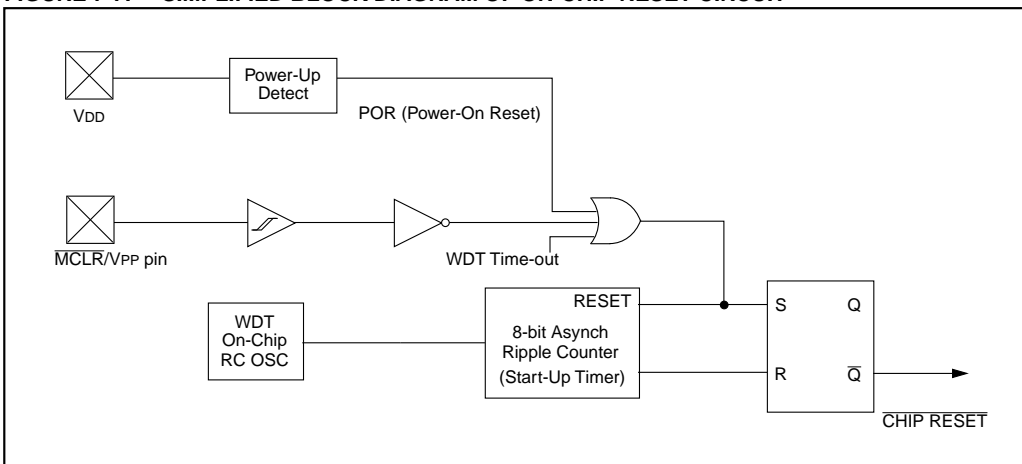 Power-Up
Detect
VDD
POR (Power-On Reset)
MCLR/VPP pin
WDT Time-out
WDT
On-Chip
RC OSC
RESET
8-bit Asynch
Ripple Counter
(Start-Up Timer)
S
Q
R
Q
CHIP RESET